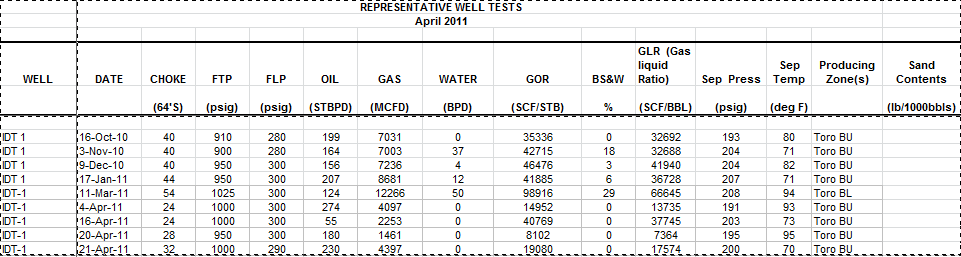 REPRESENTATIVE WELL TESTS
April 2011
WELL DATE CHOKE FTP FLP OIL GAS WATER GOR GLR (Gas liquid Ratio) BS&W Sep Press Sep Temp Producing Zone(s) Sand Contents
(64'S) (psig) (psig) (STBPD) (MCFD) (BPD) (SCF/STB) % (SCF/BBL) (psig) (deg F) (lb/1000bbls)
IDT 1 16-Oct-10 40 910 280 199 7031 0 35336 0 32692 193 80 Toro BU
IDT 1 3-Nov-10 40 900 280 164 7003 37 42715 18 32688 204 71 Toro BU
IDT 1 9-Dec-10 40 950 300 156 7236 4 46476 3 41940 204 82 Toro BU
IDT 1 17-Jan-11 44 950 300 207 8681 12 41885 6 36728 207 71 Toro BU
IDT-1 11-Mar-11 54 1025 300 124 12266 50 98916 29 66645 208 94 Toro BL
IDT-1 4-Apr-11 24 1000 300 274 4097 0 14952 0 13735 191 93 Toro BU
IDT-1 16-Apr-11 24 1000 300 55 2253 0 40769 0 37745 203 73 Toro BU
IDT-1 20-Apr-11 28 950 300 180 1461 0 8102 0 7364 195 95 Toro BU
IDT-1 21-Apr-11 32 1000 290 230 4397 0 19080 0 17574 200 70 Toro BU